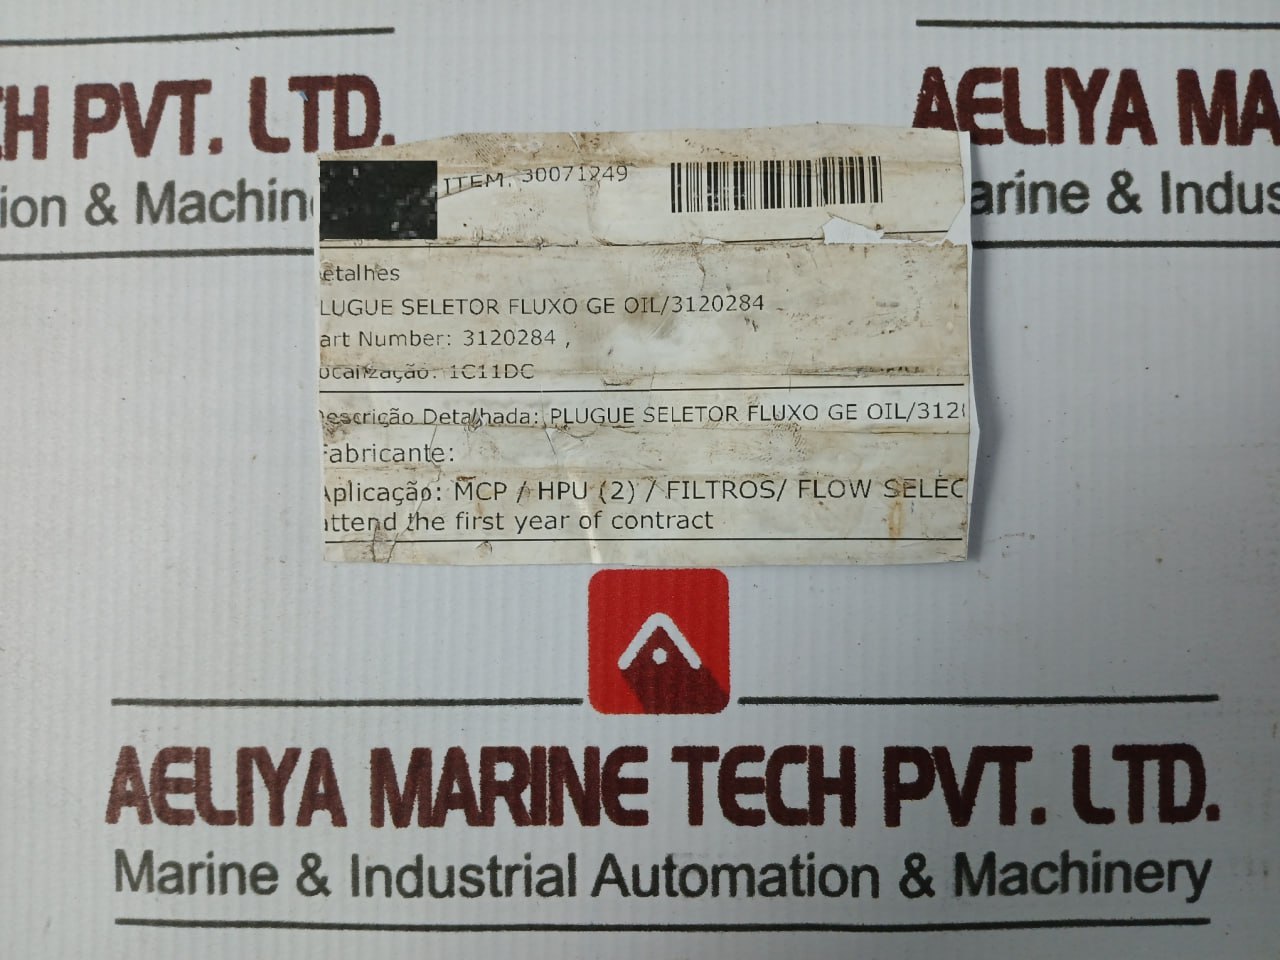 CH PVT. LTD.
ion & Machin
AELIYA MA
arine & Indus
ITEM. 30071249
etalhes
LUGUE SELETOR FLUXO GE OIL/3120284
art Number: 3120284 ,
ocalização: 1C11DC
escrição Detalhada: PLUGUE SELETOR FLUXO GE OIL/312
Fabricante:
Aplicação: MCP / HPU (2) / FILTROS/ FLOW SELEC
attend the first year of contract
AELIYA MARINE TECH PVT. LTD.
Marine & Industrial Automation & Machinery